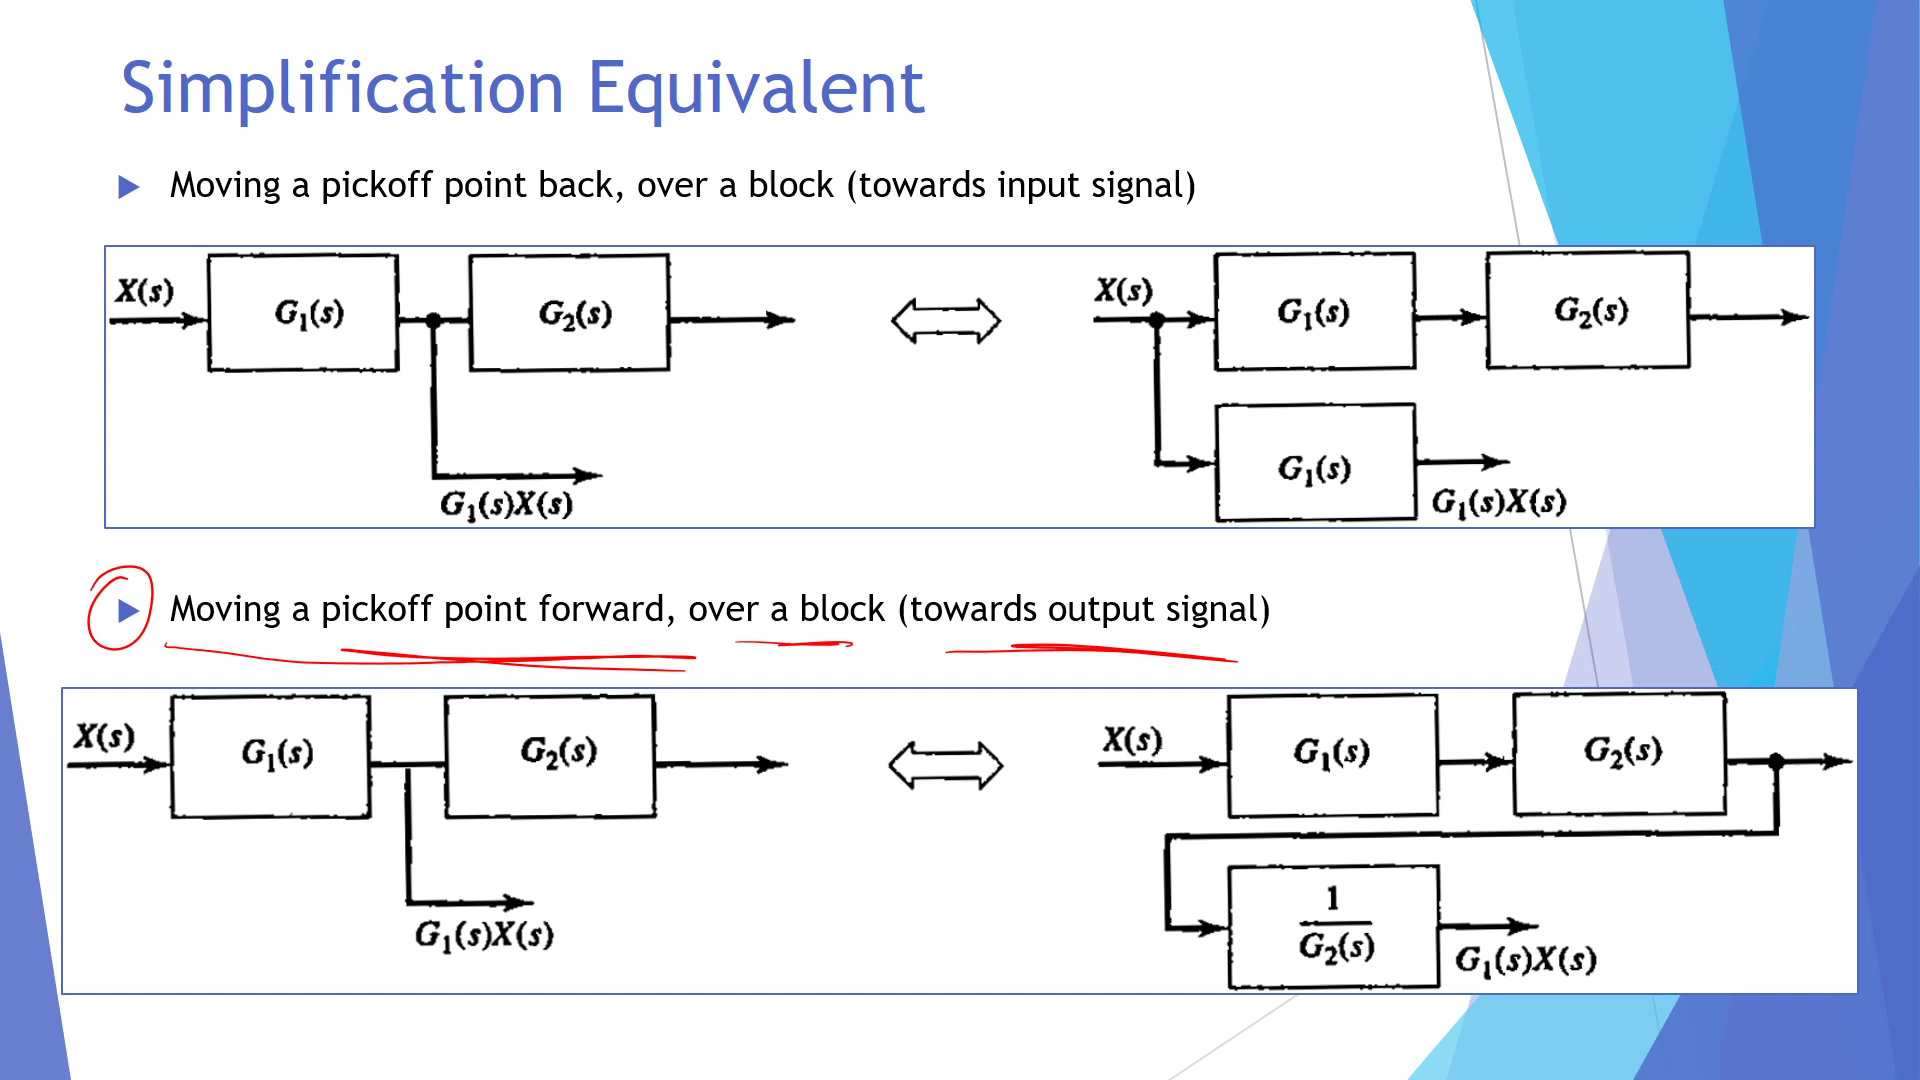 Simplification Equivalent
Moving a pickoff point back, over a block (towards input signal)
X(s) G₁(s) G₂(s) X(s) G₁(s) G₂(s)
G₁(s)
G₁(s)X(s) G₁(s)X(s)
Moving a pickoff point forward, over a block (towards output signal)
X(s) G₁(s) G₂(s) X(s) G₁(s) G₂(s)
1
G₁(s)X(s) G₂(s) G₁(s)X(s)